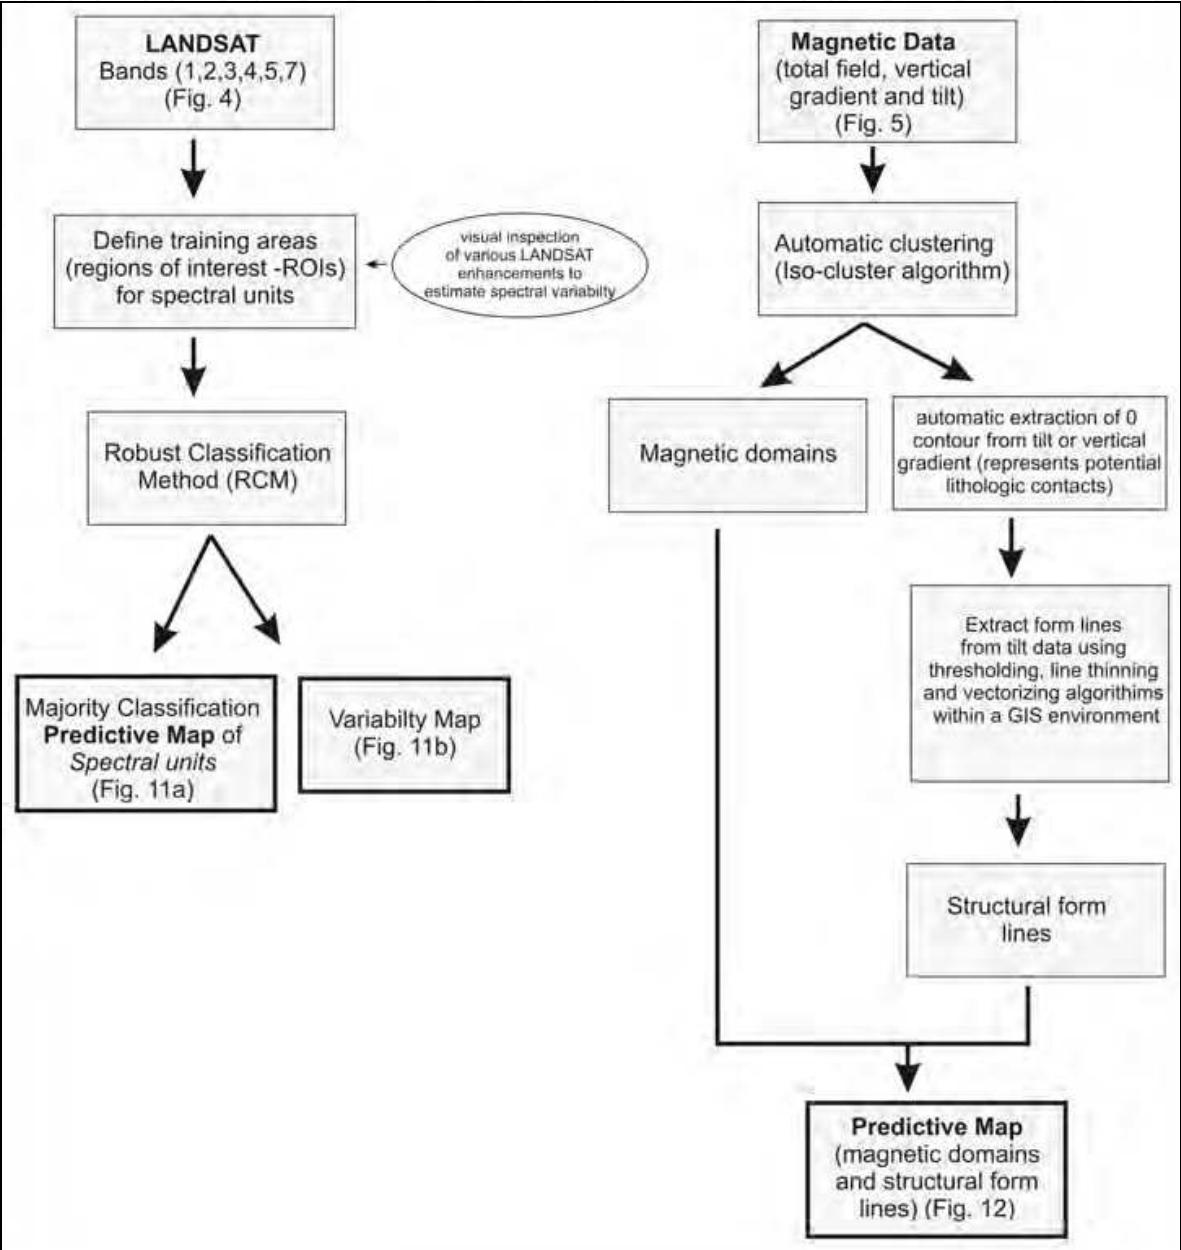 LANDSAT
Bands (1,2,3,4,5,7)
(Fig. 4)
Define training areas
(regions of interest -ROIs)
for spectral units
visual inspection
of various LANDSAT
enhancements to
estimate spectral variabilty
Robust Classification
Method (RCM)
Majority Classification
Predictive Map of
Spectral units
(Fig. 11a)
Variabilty Map
(Fig. 11b)
Magnetic Data
(total field, vertical
gradient and tilt)
(Fig. 5)
Automatic clustering
(Iso-cluster algorithm)
Magnetic domains
automatic extraction of 0
contour from tilt or vertical
gradient (represents potential
lithologic contacts)
Extract form lines
from tilt data using
thresholding, line thinning
and vectorizing algorithims
within a GIS environment
Structural form
lines
Predictive Map
(magnetic domains
and structural form
lines) (Fig. 12)